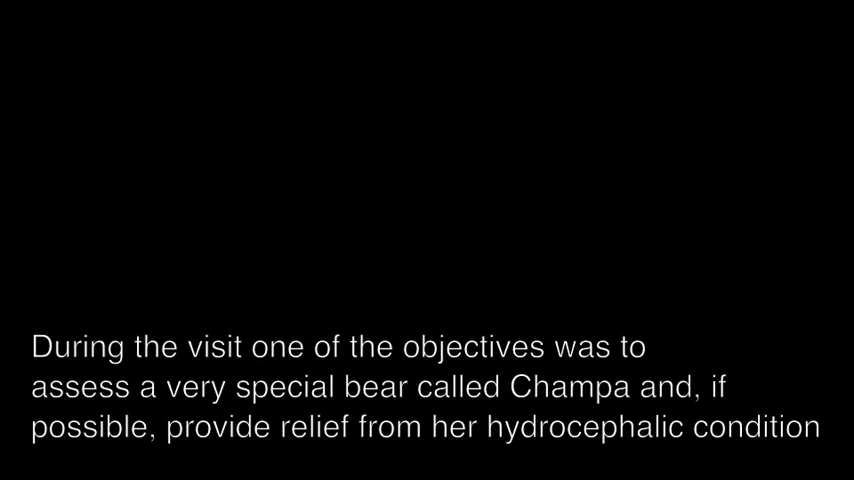 During the visit one of the objectives was to
assess a very special bear called Champa and, if
possible, provide relief from her hydrocephalic condition